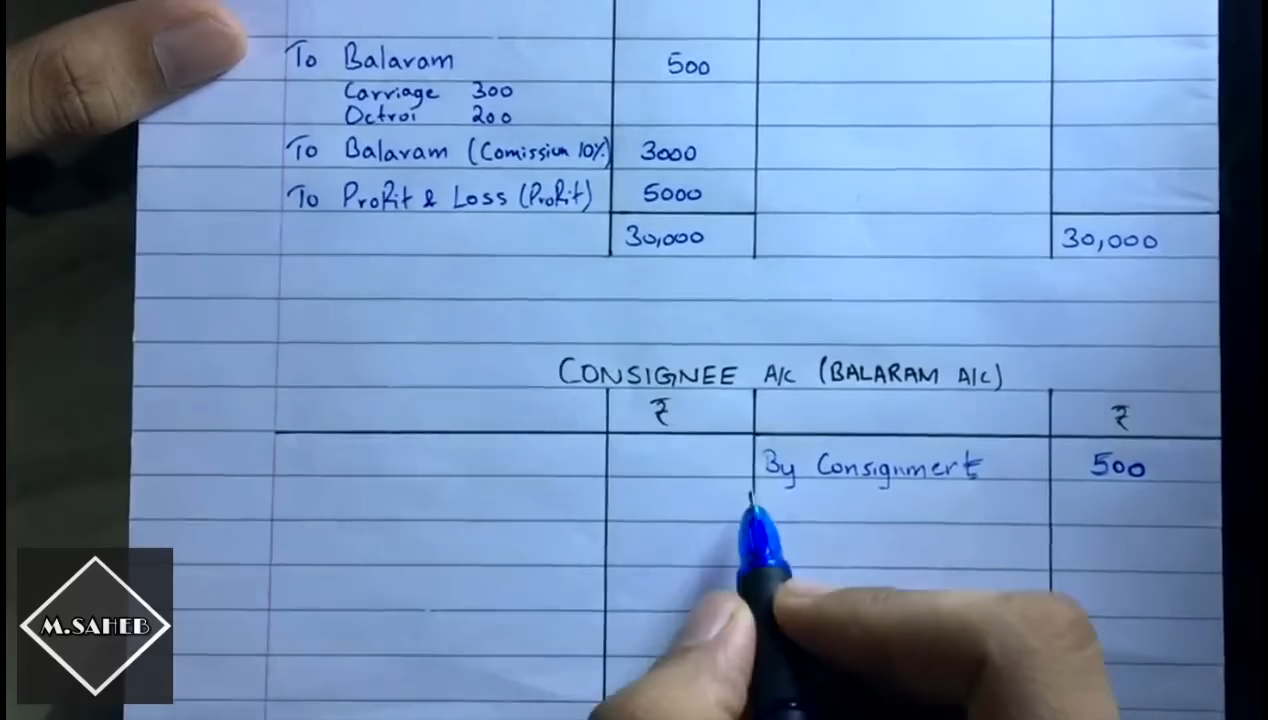 To Balaram 500
Carriage 300
Octroi 200
To Balaram (Comission 10%) 3000
To Profit & Loss (Profit) 5000
30,000 30,000
CONSIGNEE A/C (BALARAM A/C)
₹ ₹
By Consignment 500
M.SAHEB